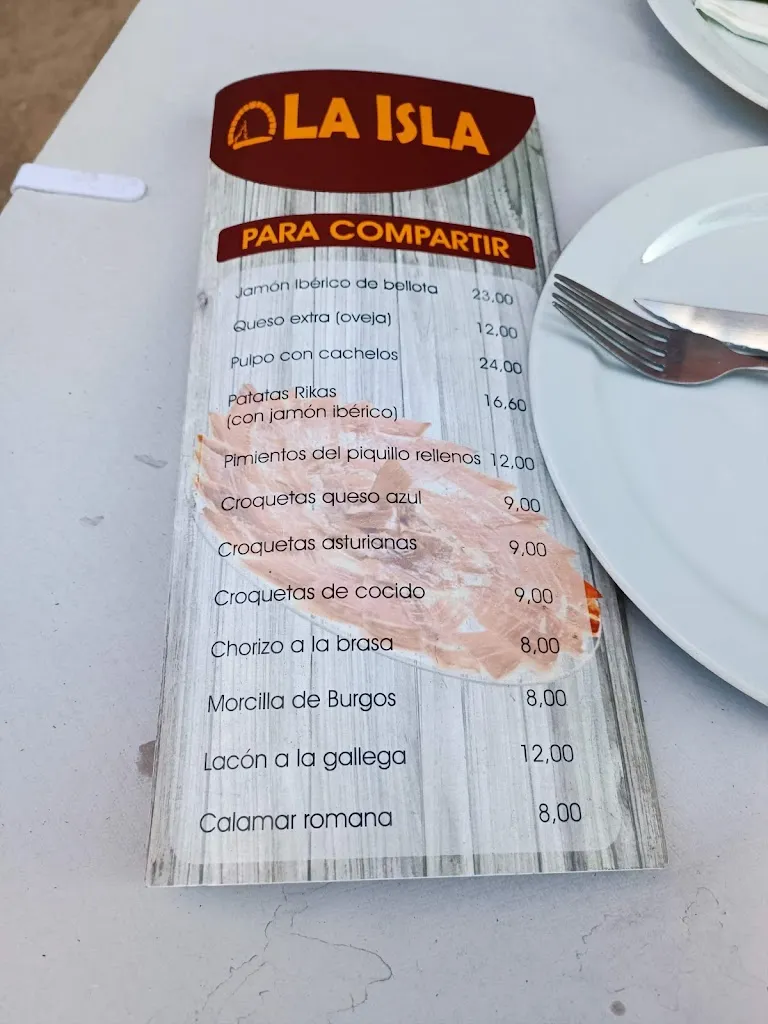 LA ISLA
PARA COMPARTIR
Jamón Ibérico de bellota 23,00
Queso extra (oveja) 12,00
Pulpo con cachelos 24,00
Patatas Rikas
(con jamón ibérico) 16,60
Pimientos del piquillo rellenos 12,00
Croquetas queso azul 9,00
Croquetas asturianas 9,00
Croquetas de cocido 9,00
Chorizo a la brasa 8,00
Morcilla de Burgos 8,00
Lacón a la gallega 12,00
Calamar romana 8,00